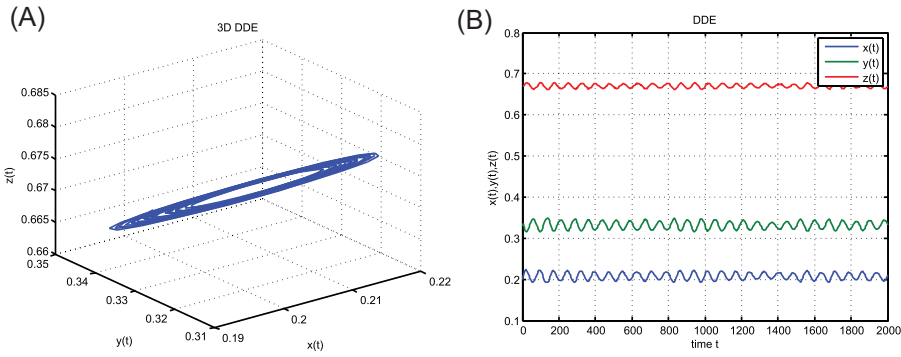 (A)
3D DDE
z(t)
0.685
0.68
0.675
0.67
0.665
0.66
0.35
0.34
0.33
0.32
0.31
y(t)
0.19
0.2
0.21
0.22
x(t)
(B)
DDE
x(t)
y(t)
z(t)
x(t),y(t),z(t)
0.8
0.7
0.6
0.5
0.4
0.3
0.2
0.1
0 200 400 600 800 1000 1200 1400 1600 1800 2000
time t